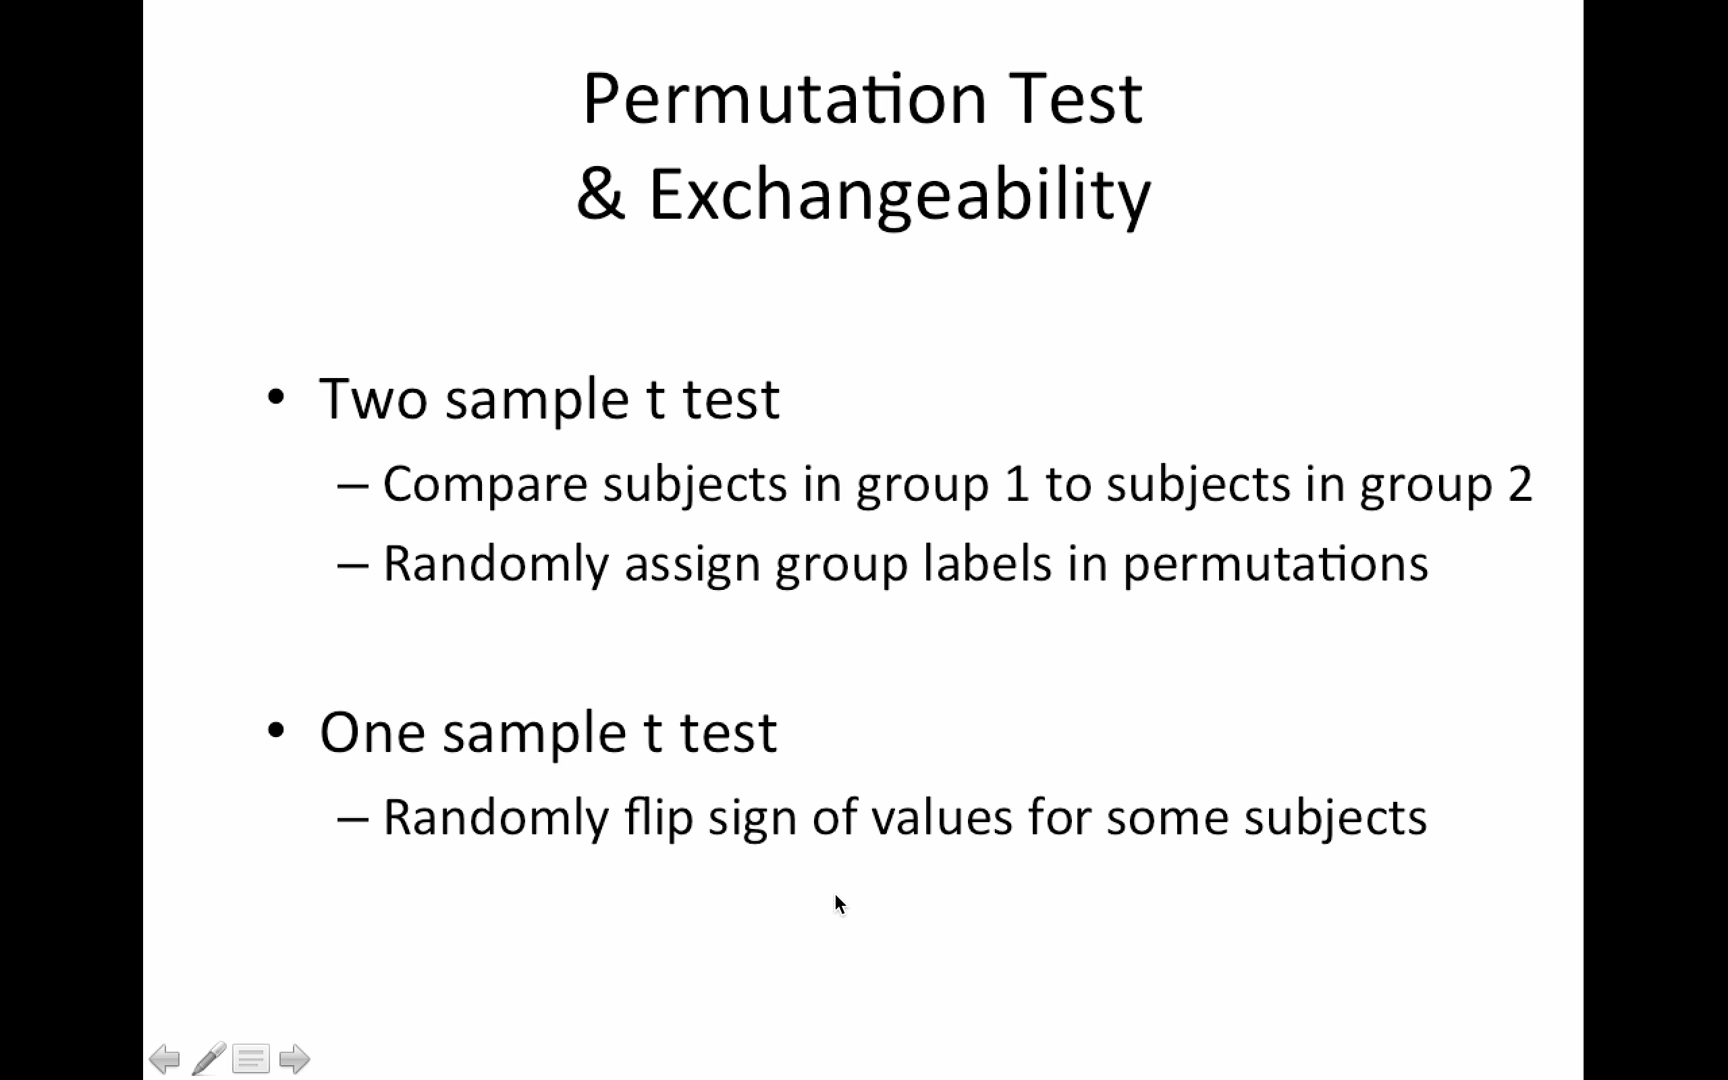 Permutation Test
& Exchangeability
• Two sample t test
– Compare subjects in group 1 to subjects in group 2
– Randomly assign group labels in permutations
• One sample t test
– Randomly flip sign of values for some subjects